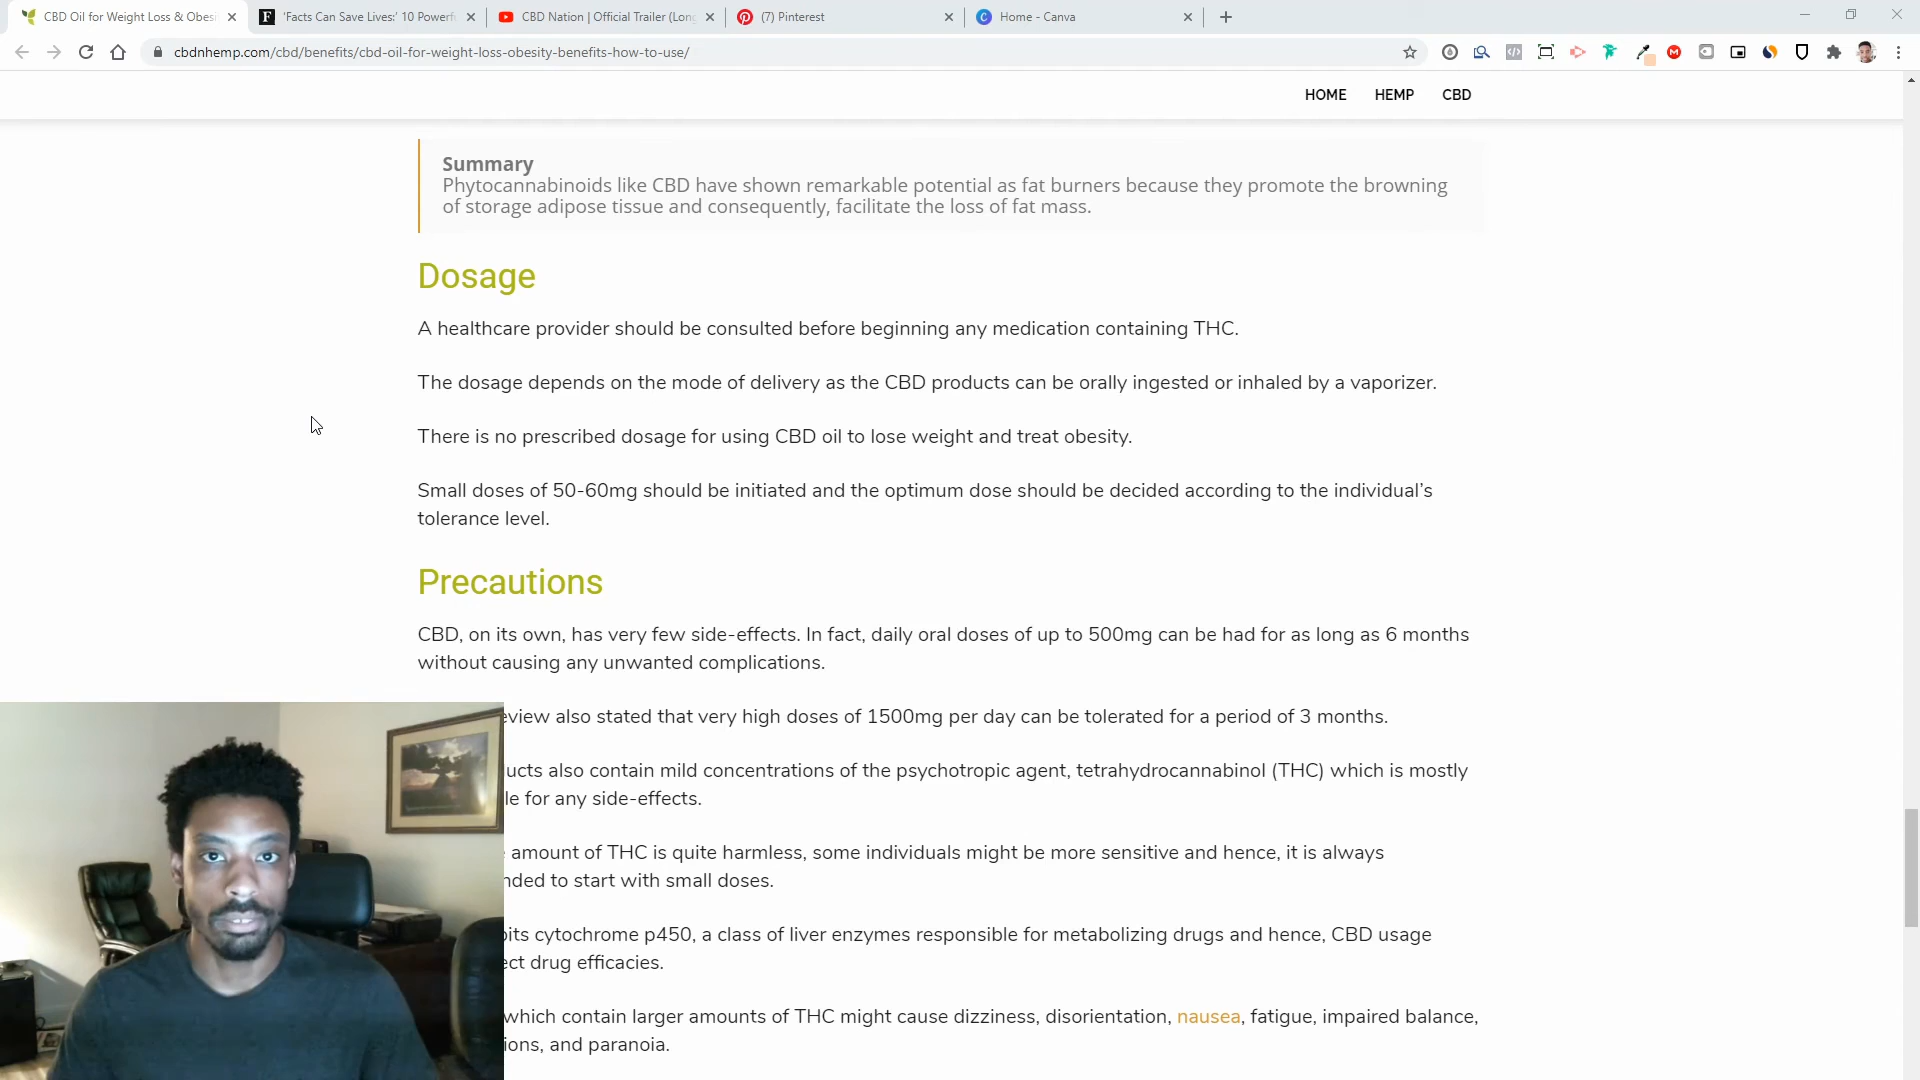 CBD Oil for Weight Loss & Obesi
'Facts Can Save Lives:' 10 Powerf
CBD Nation | Official Trailer (Lon
(7) Pinterest
Home - Canva
cbdnhemp.com/cbd/benefits/cbd-oil-for-weight-loss-obesity-benefits-how-to-use/
HOME HEMP CBD
Summary
Phytocannabinoids like CBD have shown remarkable potential as fat burners because they promote the browning
of storage adipose tissue and consequently, facilitate the loss of fat mass.
Dosage
A healthcare provider should be consulted before beginning any medication containing THC.
The dosage depends on the mode of delivery as the CBD products can be orally ingested or inhaled by a vaporizer.
There is no prescribed dosage for using CBD oil to lose weight and treat obesity.
Small doses of 50-60mg should be initiated and the optimum dose should be decided according to the individual's
tolerance level.
Precautions
CBD, on its own, has very few side-effects. In fact, daily oral doses of up to 500mg can be had for as long as 6 months
without causing any unwanted complications.
eview also stated that very high doses of 1500mg per day can be tolerated for a period of 3 months.
ucts also contain mild concentrations of the psychotropic agent, tetrahydrocannabinol (THC) which is mostly
le for any side-effects.
amount of THC is quite harmless, some individuals might be more sensitive and hence, it is always
nded to start with small doses.
bits cytochrome p450, a class of liver enzymes responsible for metabolizing drugs and hence, CBD usage
ect drug efficacies.
which contain larger amounts of THC might cause dizziness, disorientation, nausea, fatigue, impaired balance,
ions, and paranoia.